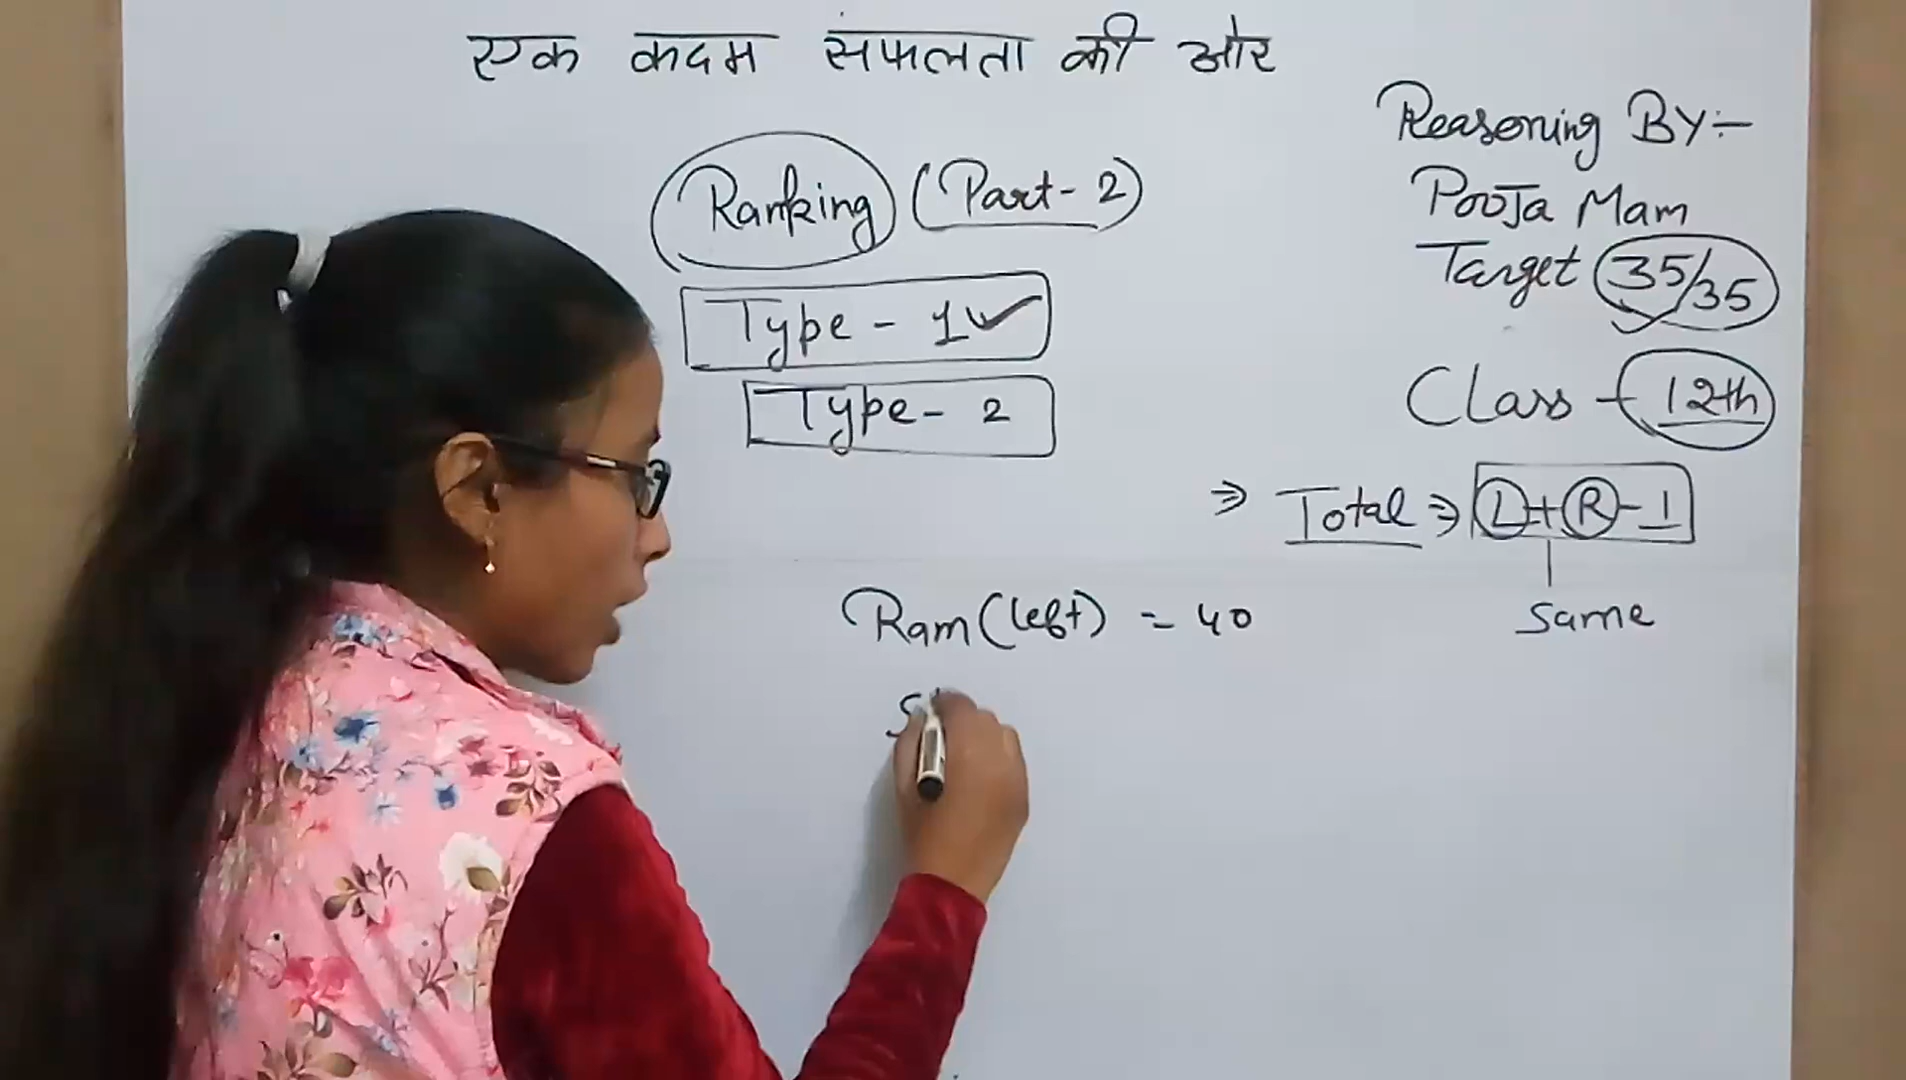 एक कदम सफलता की ओर
Reasoning BY:-
Pooja Mam
Target 35/35
Class - 12th
Ranking (Part-2)
Type - 1 ✓
Type - 2
⇒ Total ⇒ L+R-1
Same
Ram (left) = 40
S